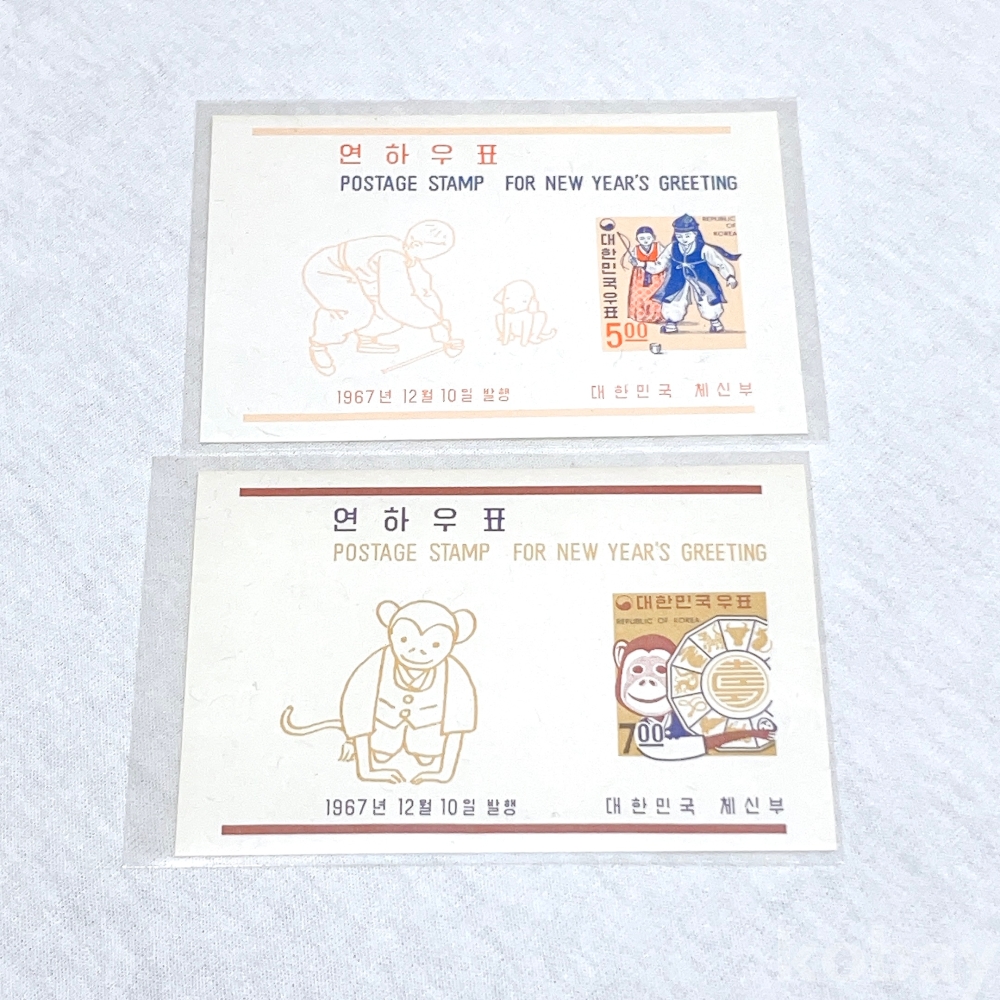 연하우표
POSTAGE STAMP FOR NEW YEAR'S GREETING
대한민국우표
REPUBLIC
OF
KOREA
5.00
1967년 12월 10일 발행
대한민국 체신부
연하우표
POSTAGE STAMP FOR NEW YEAR'S GREETING
대한민국우표
REPUBLIC OF KOREA
7.00
1967년 12월 10일 발행
대한민국 체신부
kobay